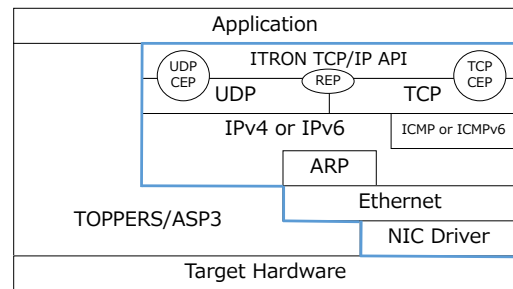 Application
ITRON TCP/IP API
UDP
CEP
REP
TCP
CEP
UDP
TCP
IPv4 or IPv6
ICMP or ICMPv6
ARP
Ethernet
TOPPERS/ASP3
NIC Driver
Target Hardware